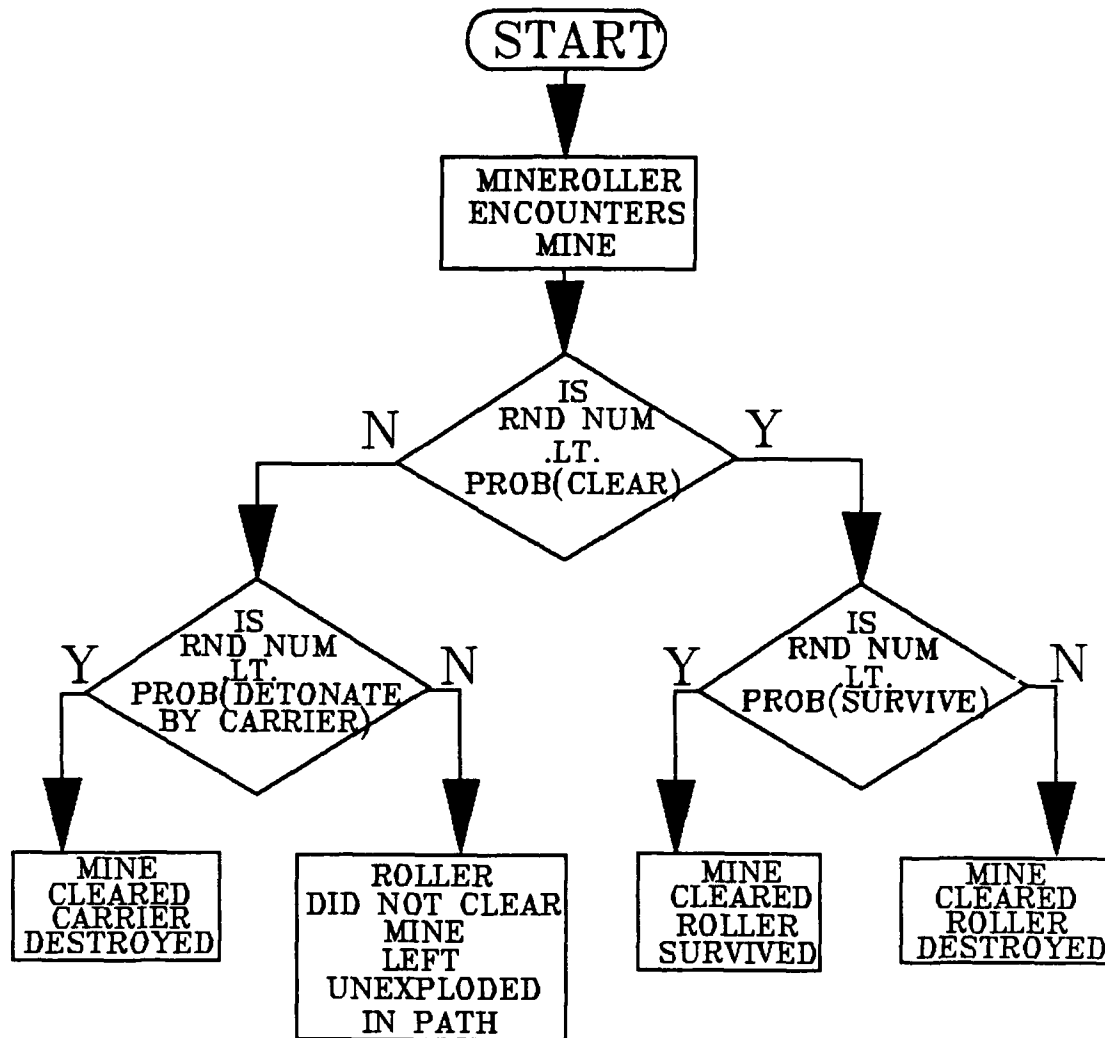 START
MINEROLLER
ENCOUNTERS
MINE
IS
RND NUM
.LT.
PROB(CLEAR)
N
Y
IS
RND NUM
.LT.
PROB(DETONATE
BY CARRIER)
Y
N
IS
RND NUM
.LT.
PROB(SURVIVE)
Y
N
MINE
CLEARED
CARRIER
DESTROYED
ROLLER
DID NOT CLEAR
MINE
LEFT
UNEXPLODED
IN PATH
MINE
CLEARED
ROLLER
SURVIVED
MINE
CLEARED
ROLLER
DESTROYED